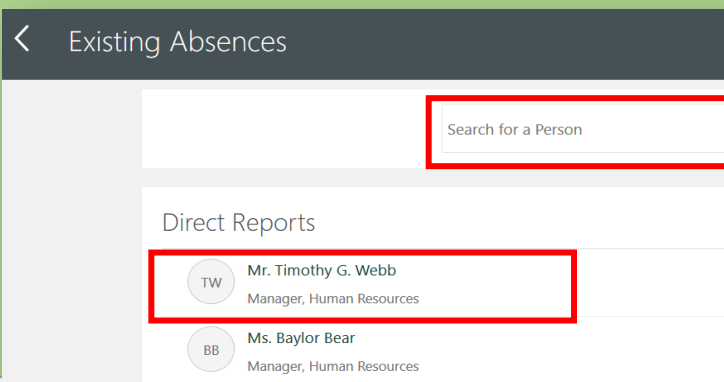 Existing Absences
Search for a Person
Direct Reports
TW
Mr. Timothy G. Webb
Manager, Human Resources
BB
Ms. Baylor Bear
Manager, Human Resources